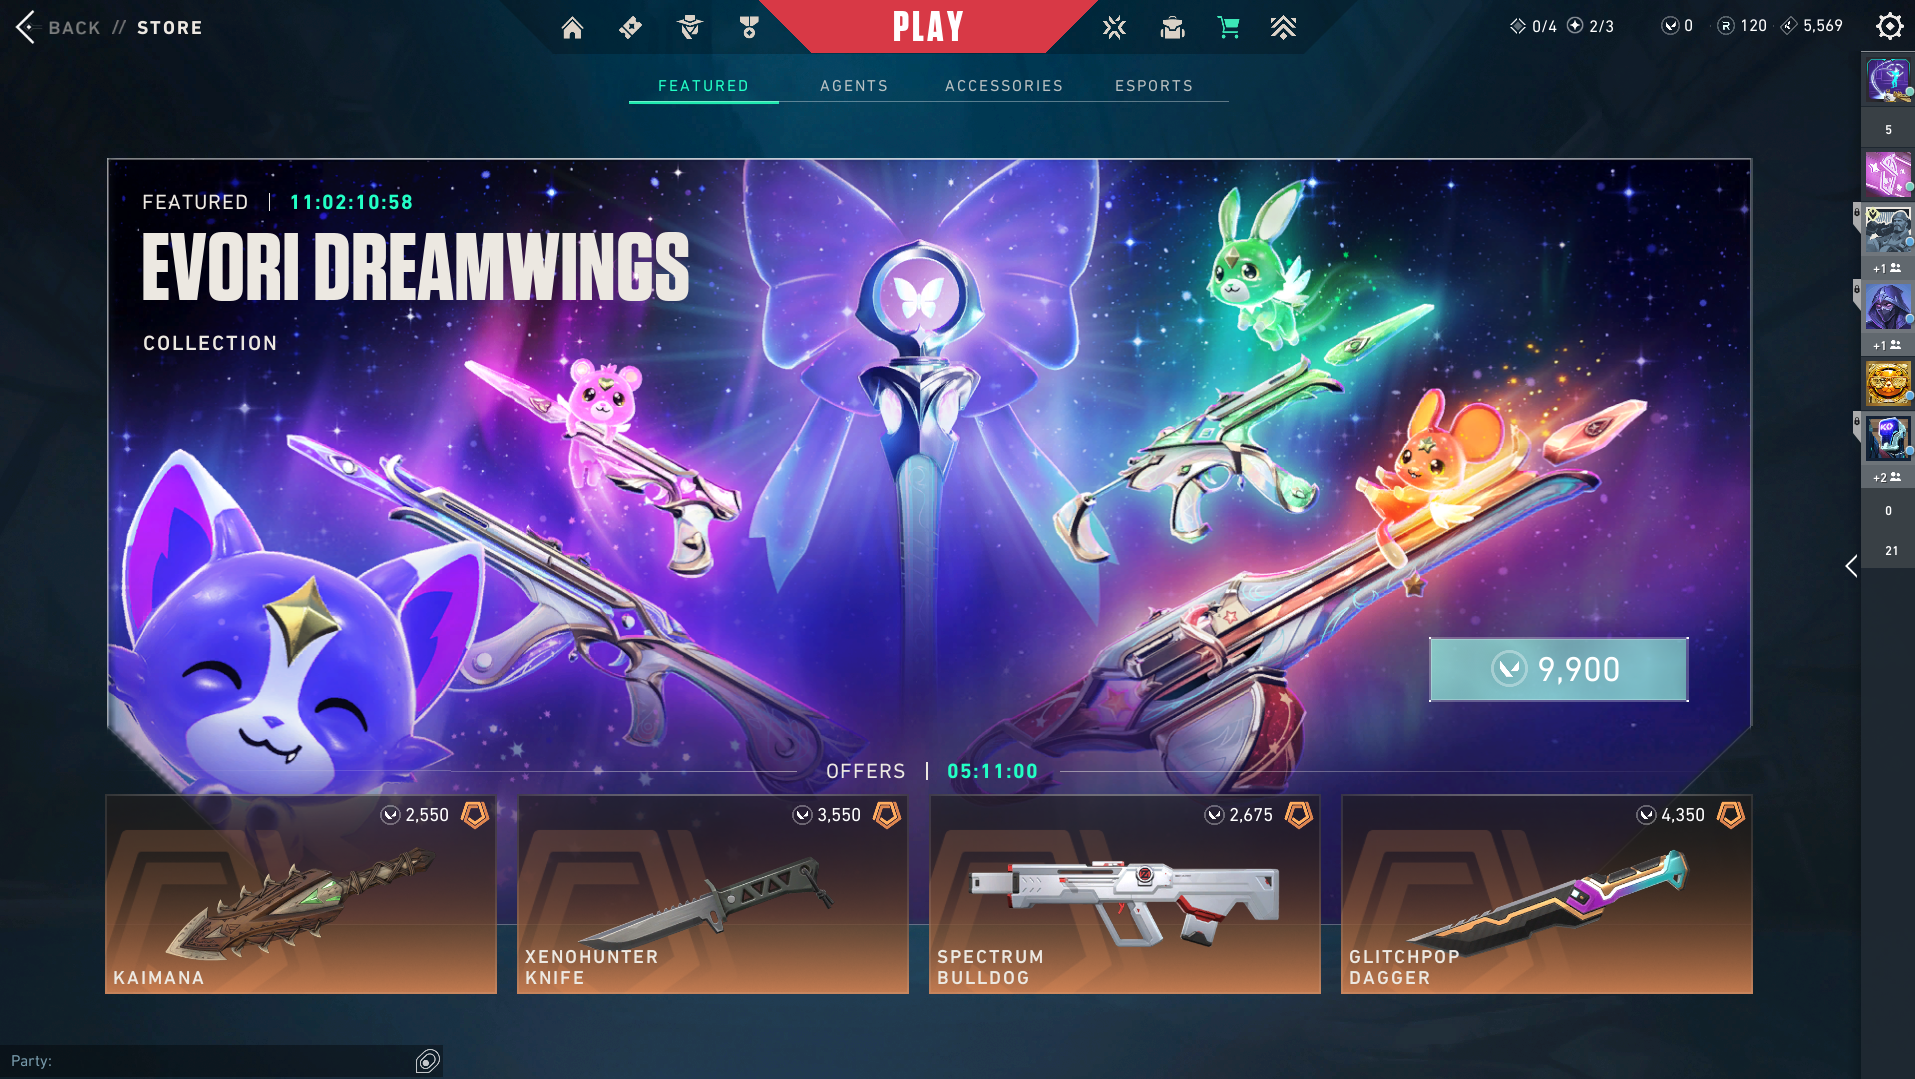 BACK // STORE
PLAY
0/4 2/3 0 R 120 5,569
FEATURED AGENTS ACCESSORIES ESPORTS
FEATURED | 11:02:10:58
EVORI DREAMWINGS
COLLECTION
9,900
OFFERS | 05:11:00
2,550
KAIMANA
3,550
XENOHUNTER
KNIFE
2,675
SPECTRUM
BULLDOG
4,350
GLITCHPOP
DAGGER
5
+1
+1
KO
+2
0
21
Party: